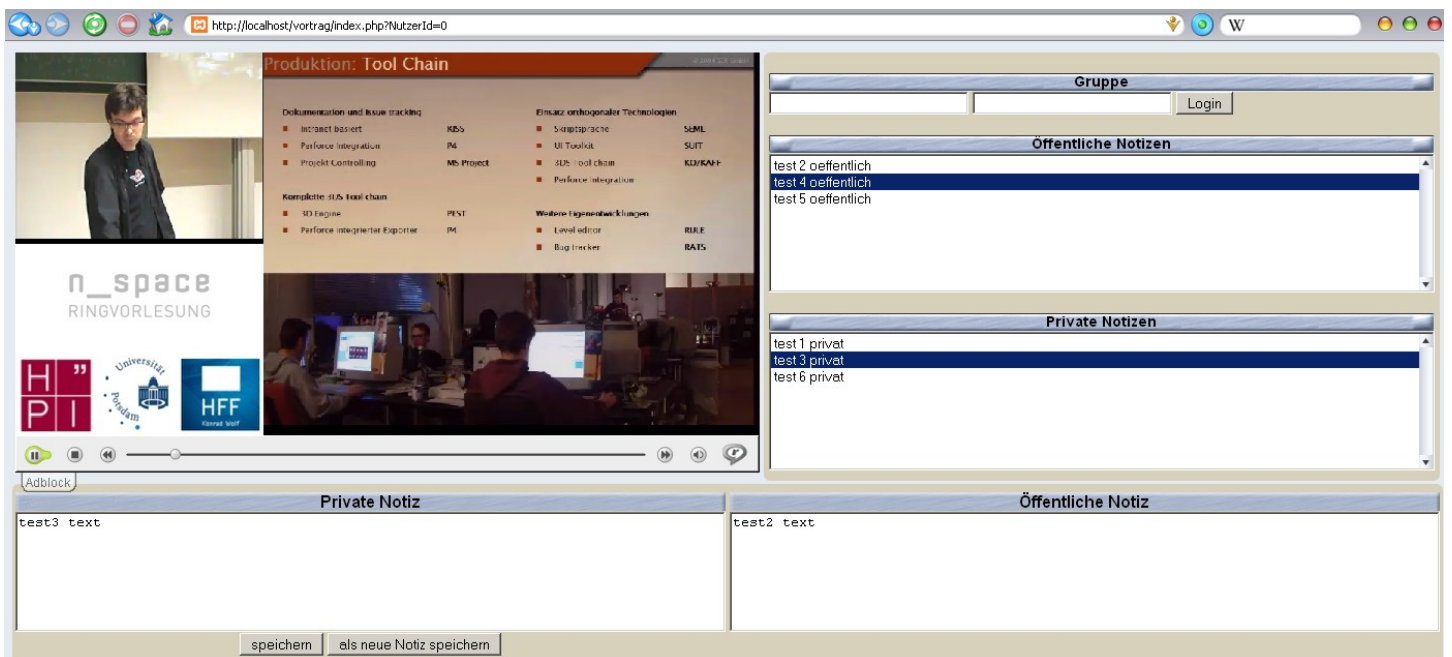 http://localhost/vortrag/index.php?NutzerId=0
W
Produktion: Tool Chain
Dokumentation und Issue tracking
Intranet basiert KISS
Perforce Integration P4
Projekt Controlling MS Project
Komplette 3DS Tool chain
3D Engine PEST
Perforce integrierter Exporter P4
Einsatz orthogonaler Technologien
Skriptsprache SEML
UI Toolkit SUIT
3DS Tool chain KO/KAFF
Perforce Integration
Weitere Eigenentwicklungen
Level editor RULE
Bug tracker RATS
n_space
RINGVORLESUNG
H"
PI
Universität
Potsdam
HFF
Konrad Wolf
Gruppe
Login
Öffentliche Notizen
test 2 oeffentlich
test 4 oeffentlich
test 5 oeffentlich
Private Notizen
test 1 privat
test 3 privat
test 6 privat
Adblock
Private Notiz
test3 text
speichern als neue Notiz speichern
Öffentliche Notiz
test2 text